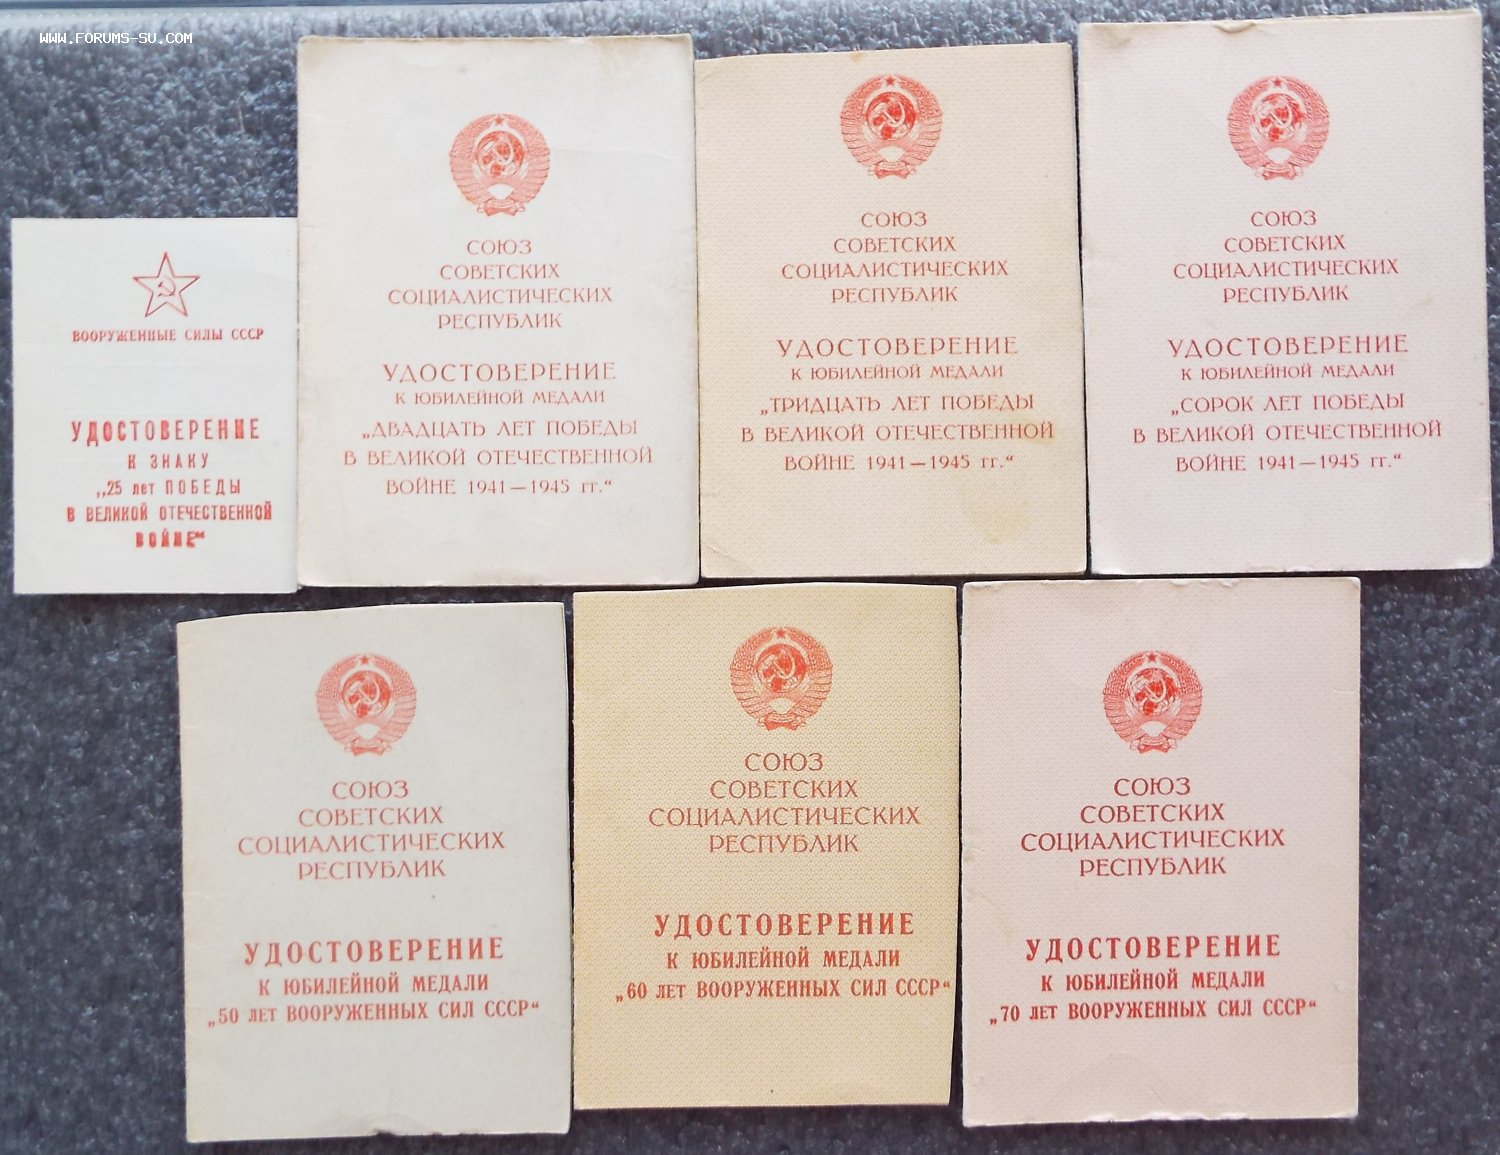 WWW.FORUMS-SU.COM
ВООРУЖЕННЫЕ СИЛЫ СССР
УДОСТОВЕРЕНИЕ
К ЗНАКУ
„25 лет ПОБЕДЫ
В ВЕЛИКОЙ ОТЕЧЕСТВЕННОЙ
ВОЙНЕ“
СОЮЗ
СОВЕТСКИХ
СОЦИАЛИСТИЧЕСКИХ
РЕСПУБЛИК
УДОСТОВЕРЕНИЕ
К ЮБИЛЕЙНОЙ МЕДАЛИ
„ДВАДЦАТЬ ЛЕТ ПОБЕДЫ
В ВЕЛИКОЙ ОТЕЧЕСТВЕННОЙ
ВОЙНЕ 1941—1945 гг.“
СОЮЗ
СОВЕТСКИХ
СОЦИАЛИСТИЧЕСКИХ
РЕСПУБЛИК
УДОСТОВЕРЕНИЕ
К ЮБИЛЕЙНОЙ МЕДАЛИ
„ТРИДЦАТЬ ЛЕТ ПОБЕДЫ
В ВЕЛИКОЙ ОТЕЧЕСТВЕННОЙ
ВОЙНЕ 1941—1945 гг.“
СОЮЗ
СОВЕТСКИХ
СОЦИАЛИСТИЧЕСКИХ
РЕСПУБЛИК
УДОСТОВЕРЕНИЕ
К ЮБИЛЕЙНОЙ МЕДАЛИ
„СОРОК ЛЕТ ПОБЕДЫ
В ВЕЛИКОЙ ОТЕЧЕСТВЕННОЙ
ВОЙНЕ 1941—1945 гг.“
СОЮЗ
СОВЕТСКИХ
СОЦИАЛИСТИЧЕСКИХ
РЕСПУБЛИК
УДОСТОВЕРЕНИЕ
К ЮБИЛЕЙНОЙ МЕДАЛИ
„50 ЛЕТ ВООРУЖЕННЫХ СИЛ СССР“
СОЮЗ
СОВЕТСКИХ
СОЦИАЛИСТИЧЕСКИХ
РЕСПУБЛИК
УДОСТОВЕРЕНИЕ
К ЮБИЛЕЙНОЙ МЕДАЛИ
„60 ЛЕТ ВООРУЖЕННЫХ СИЛ СССР“
СОЮЗ
СОВЕТСКИХ
СОЦИАЛИСТИЧЕСКИХ
РЕСПУБЛИК
УДОСТОВЕРЕНИЕ
К ЮБИЛЕЙНОЙ МЕДАЛИ
„70 ЛЕТ ВООРУЖЕННЫХ СИЛ СССР“